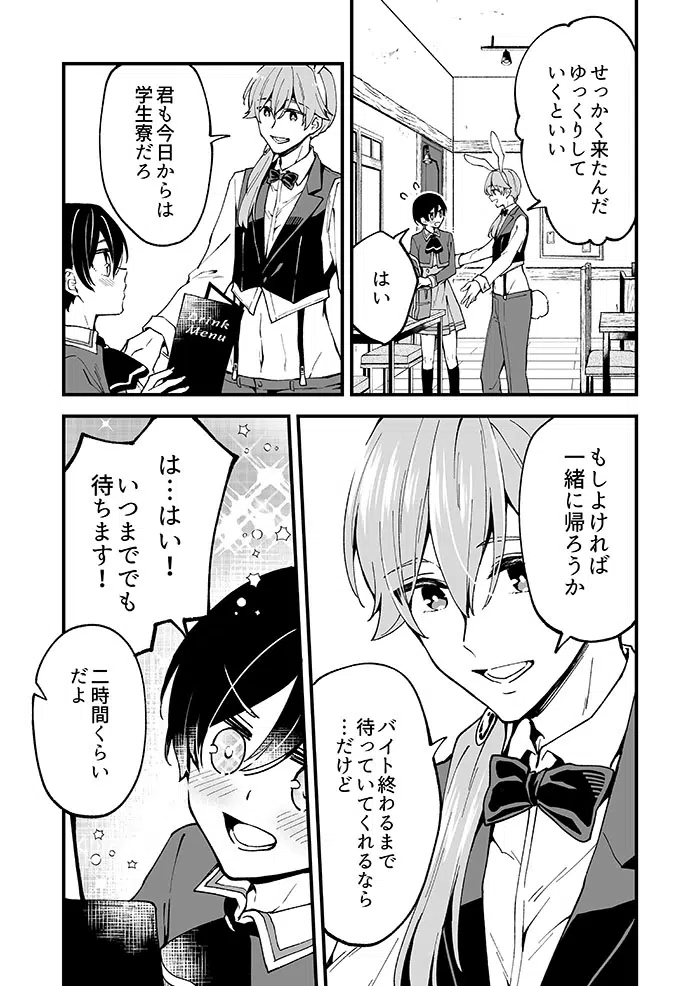 せっかく来たんだ
ゆっくりして
いくといい
はい
君も今日からは
学生寮だろ
Drink
Menu
もしよければ
一緒に帰ろうか
バイト終わるまで
待っていてくれるなら
…だけど
は…はい！
いつまででも
待ちます！
二時間くらい
だよ